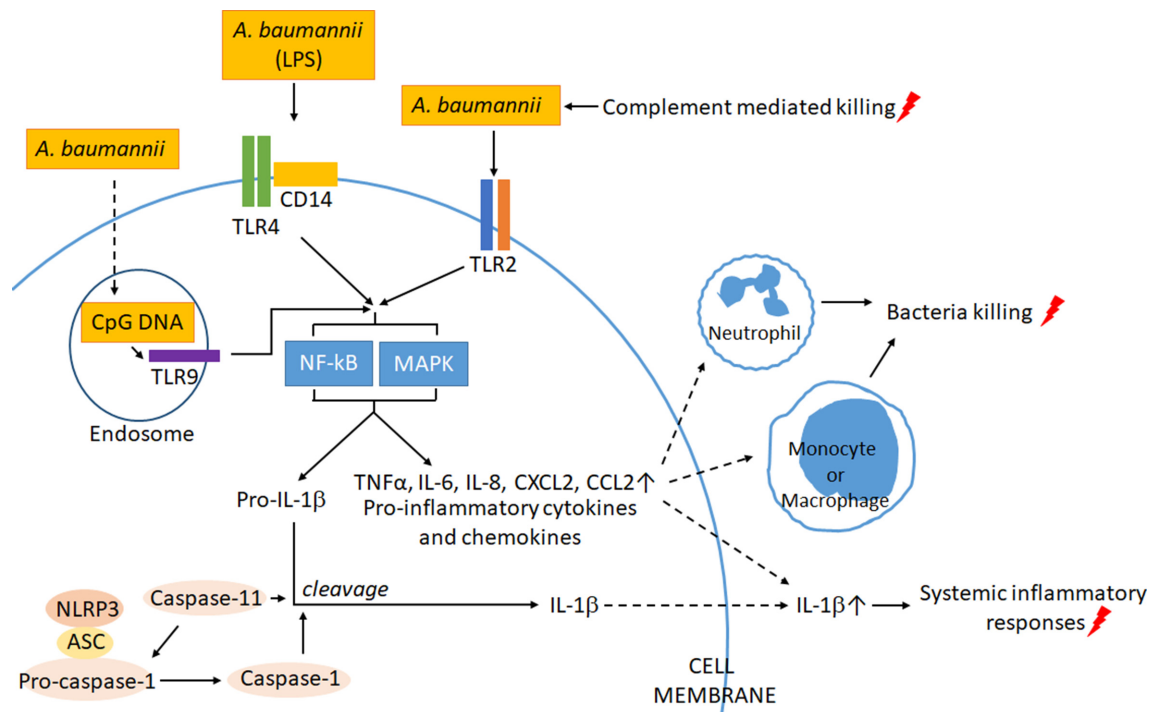 A. baumannii
(LPS)
A. baumannii
Complement mediated killing
A. baumannii
CD14
TLR4
TLR2
CpG DNA
TLR9
Endosome
NF-kB
MAPK
Neutrophil
Bacteria killing
Monocyte
or
Macrophage
Pro-IL-1β
TNFα, IL-6, IL-8, CXCL2, CCL2↑
Pro-inflammatory cytokines
and chemokines
cleavage
Caspase-11
NLRP3
ASC
Pro-caspase-1
Caspase-1
IL-1β
IL-1β↑
Systemic inflammatory
responses
CELL
MEMBRANE